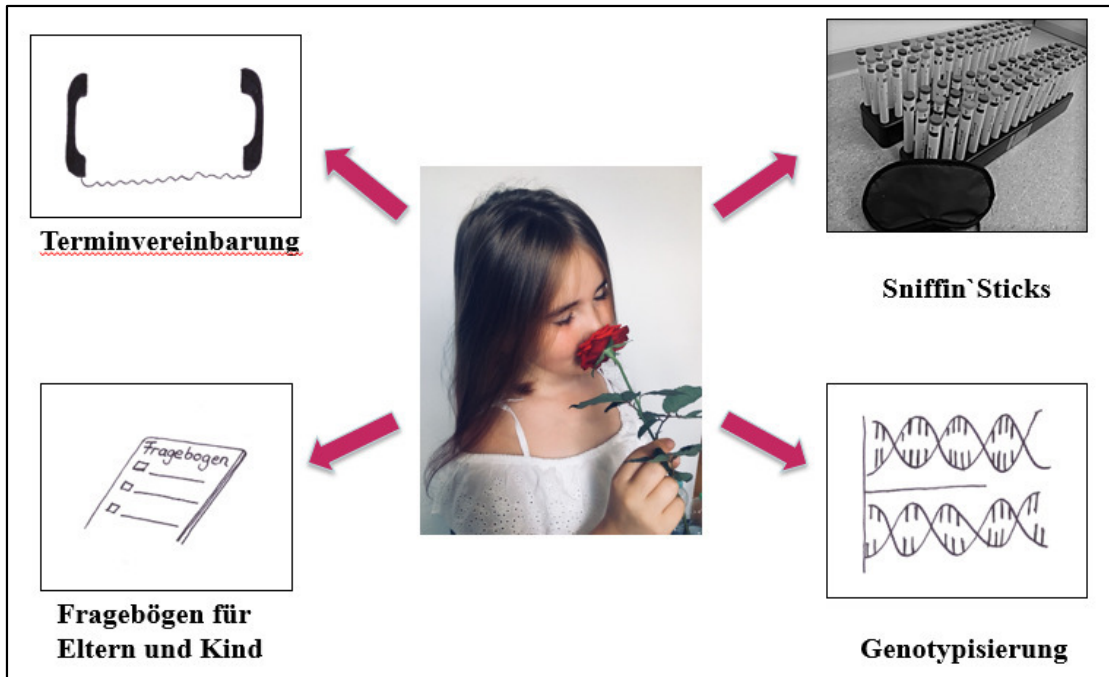 Terminvereinbarung
Sniffin`Sticks
Fragebogen
Fragebögen für
Eltern und Kind
Genotypisierung